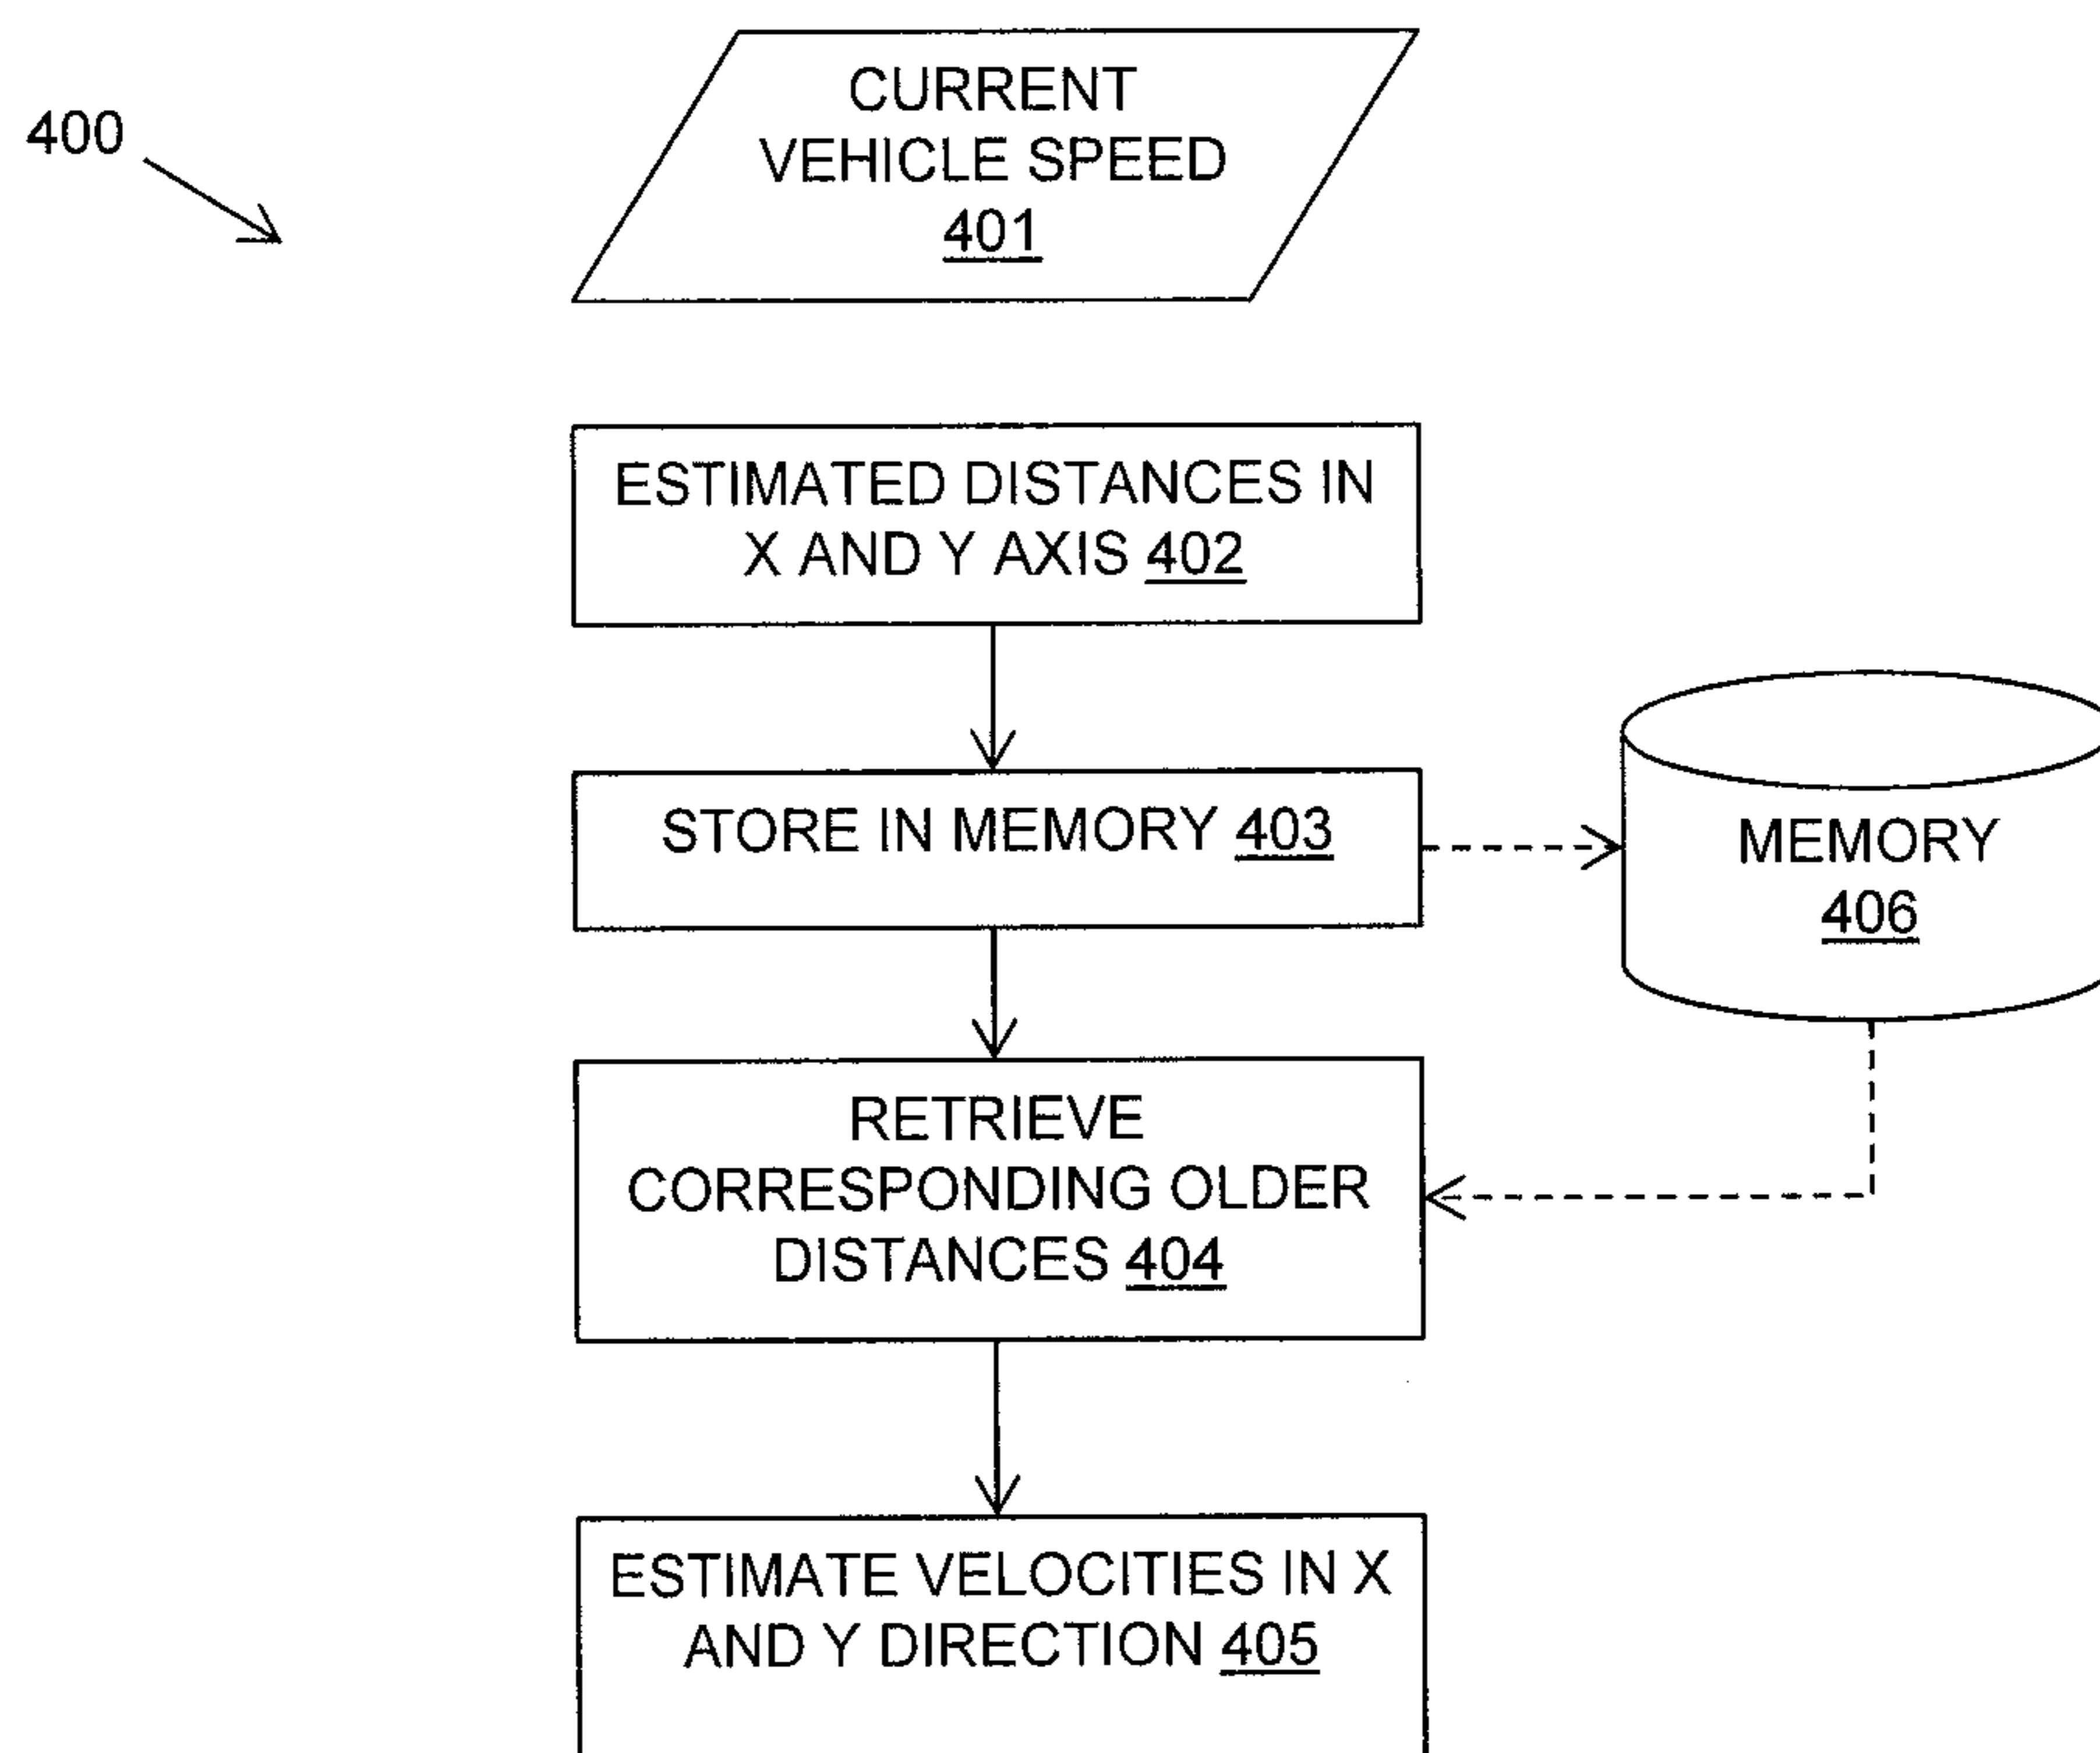 400
CURRENT
VEHICLE SPEED
401
ESTIMATED DISTANCES IN
X AND Y AXIS 402
STORE IN MEMORY 403
MEMORY
406
RETRIEVE
CORRESPONDING OLDER
DISTANCES 404
ESTIMATE VELOCITIES IN X
AND Y DIRECTION 405